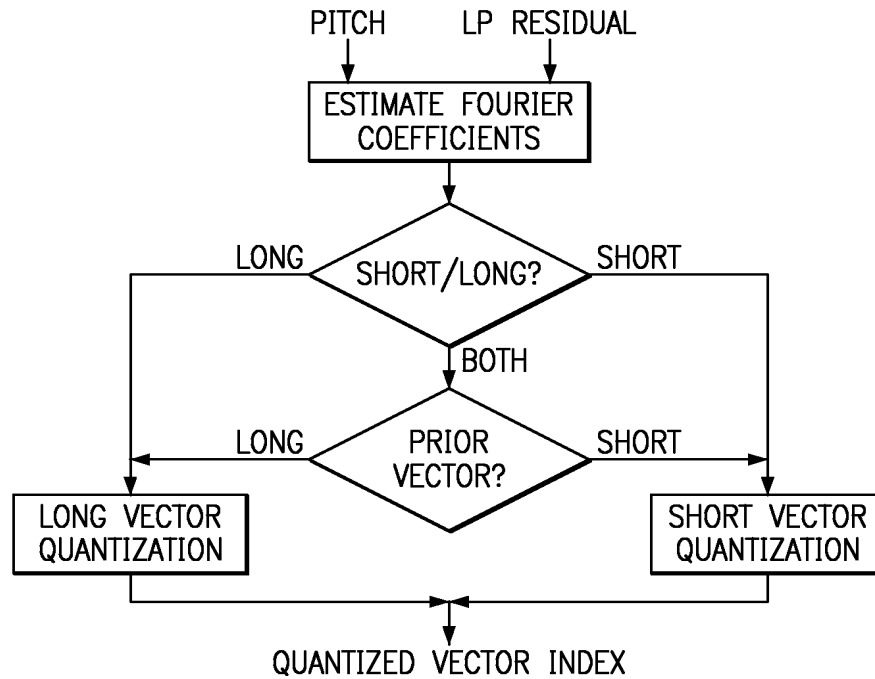 PITCH
LP RESIDUAL
ESTIMATE FOURIER
COEFFICIENTS
LONG
SHORT/LONG?
SHORT
BOTH
LONG
PRIOR
VECTOR?
SHORT
LONG VECTOR
QUANTIZATION
SHORT VECTOR
QUANTIZATION
QUANTIZED VECTOR INDEX